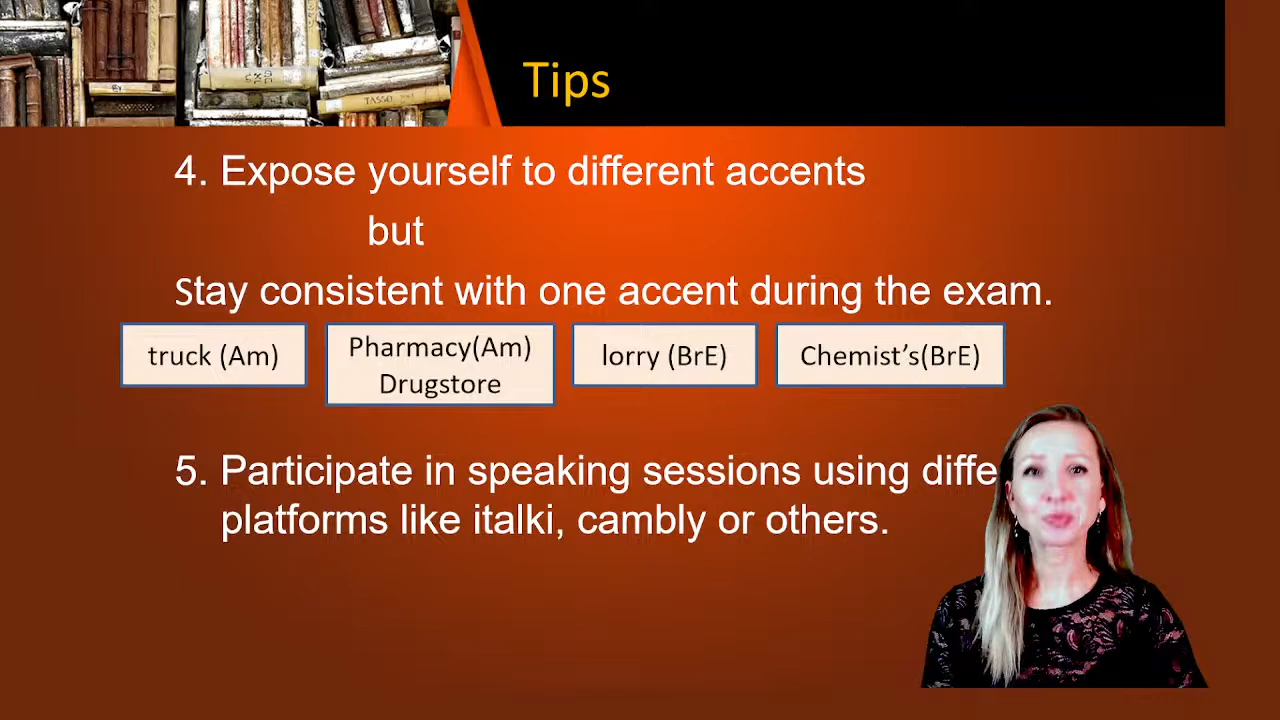 Tips
4. Expose yourself to different accents
but
Stay consistent with one accent during the exam.
truck (Am)
Pharmacy(Am)
Drugstore
lorry (BrE)
Chemist’s(BrE)
5. Participate in speaking sessions using diffe
platforms like italki, cambly or others.
TASSO